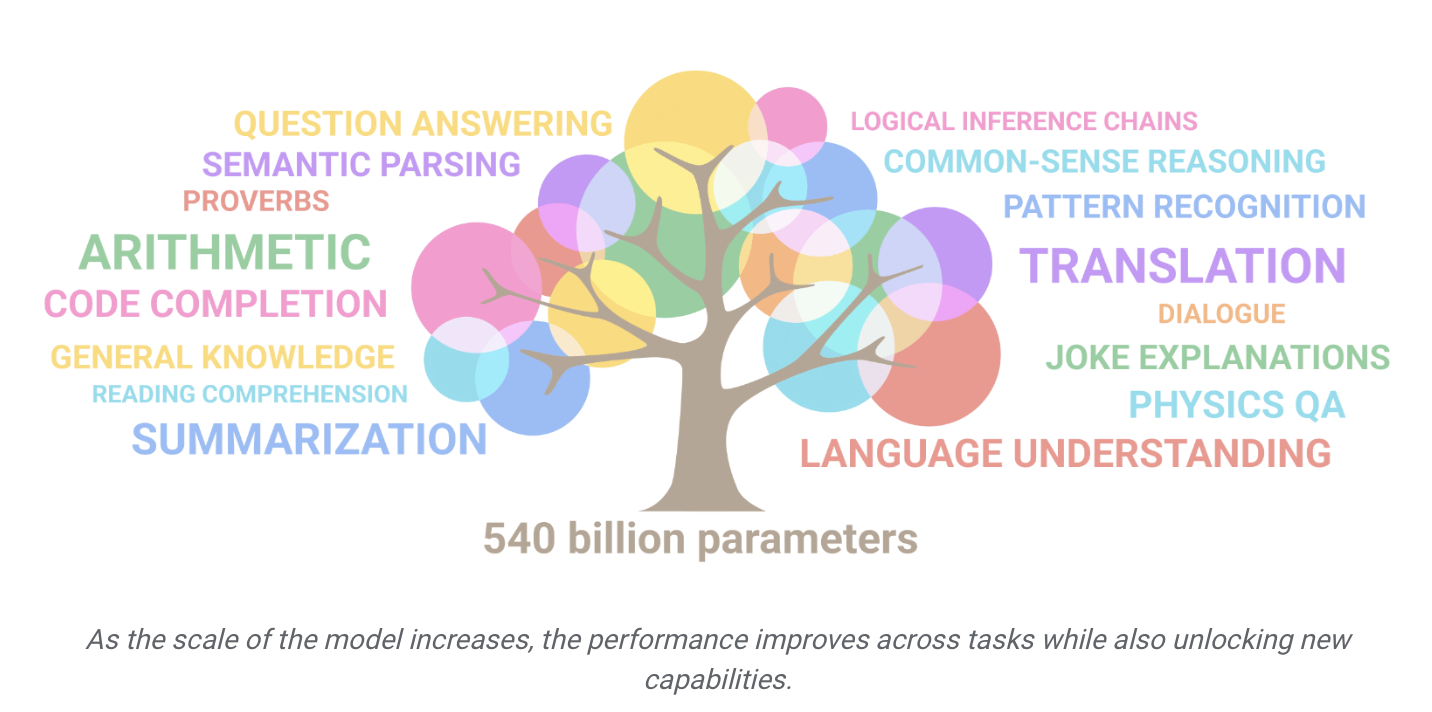 QUESTION ANSWERING
SEMANTIC PARSING
PROVERBS
ARITHMETIC
CODE COMPLETION
GENERAL KNOWLEDGE
READING COMPREHENSION
SUMMARIZATION
LOGICAL INFERENCE CHAINS
COMMON-SENSE REASONING
PATTERN RECOGNITION
TRANSLATION
DIALOGUE
JOKE EXPLANATIONS
PHYSICS QA
LANGUAGE UNDERSTANDING
540 billion parameters
As the scale of the model increases, the performance improves across tasks while also unlocking new
capabilities.